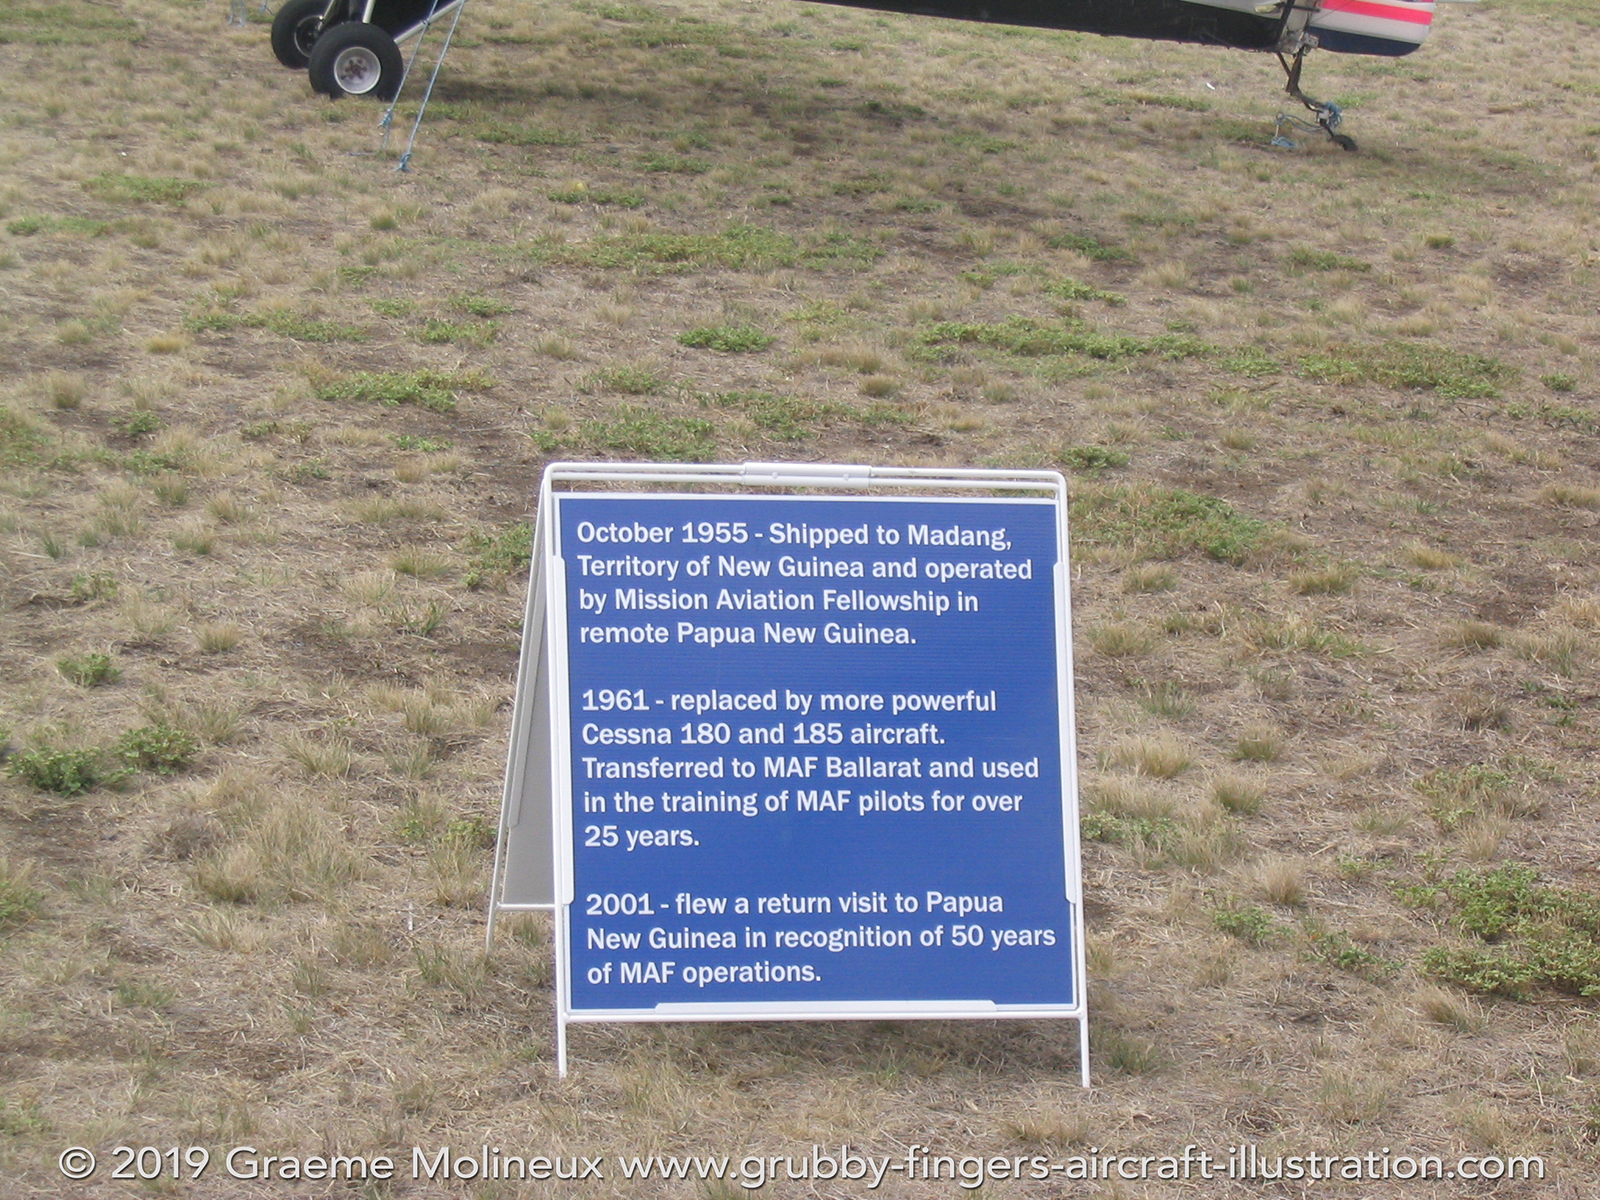 October 1955 - Shipped to Madang,
Territory of New Guinea and operated
by Mission Aviation Fellowship in
remote Papua New Guinea.
1961 - replaced by more powerful
Cessna 180 and 185 aircraft.
Transferred to MAF Ballarat and used
in the training of MAF pilots for over
25 years.
2001 - flew a return visit to Papua
New Guinea in recognition of 50 years
of MAF operations.
© 2019 Graeme Molineux www.grubby-fingers-aircraft-illustration.com